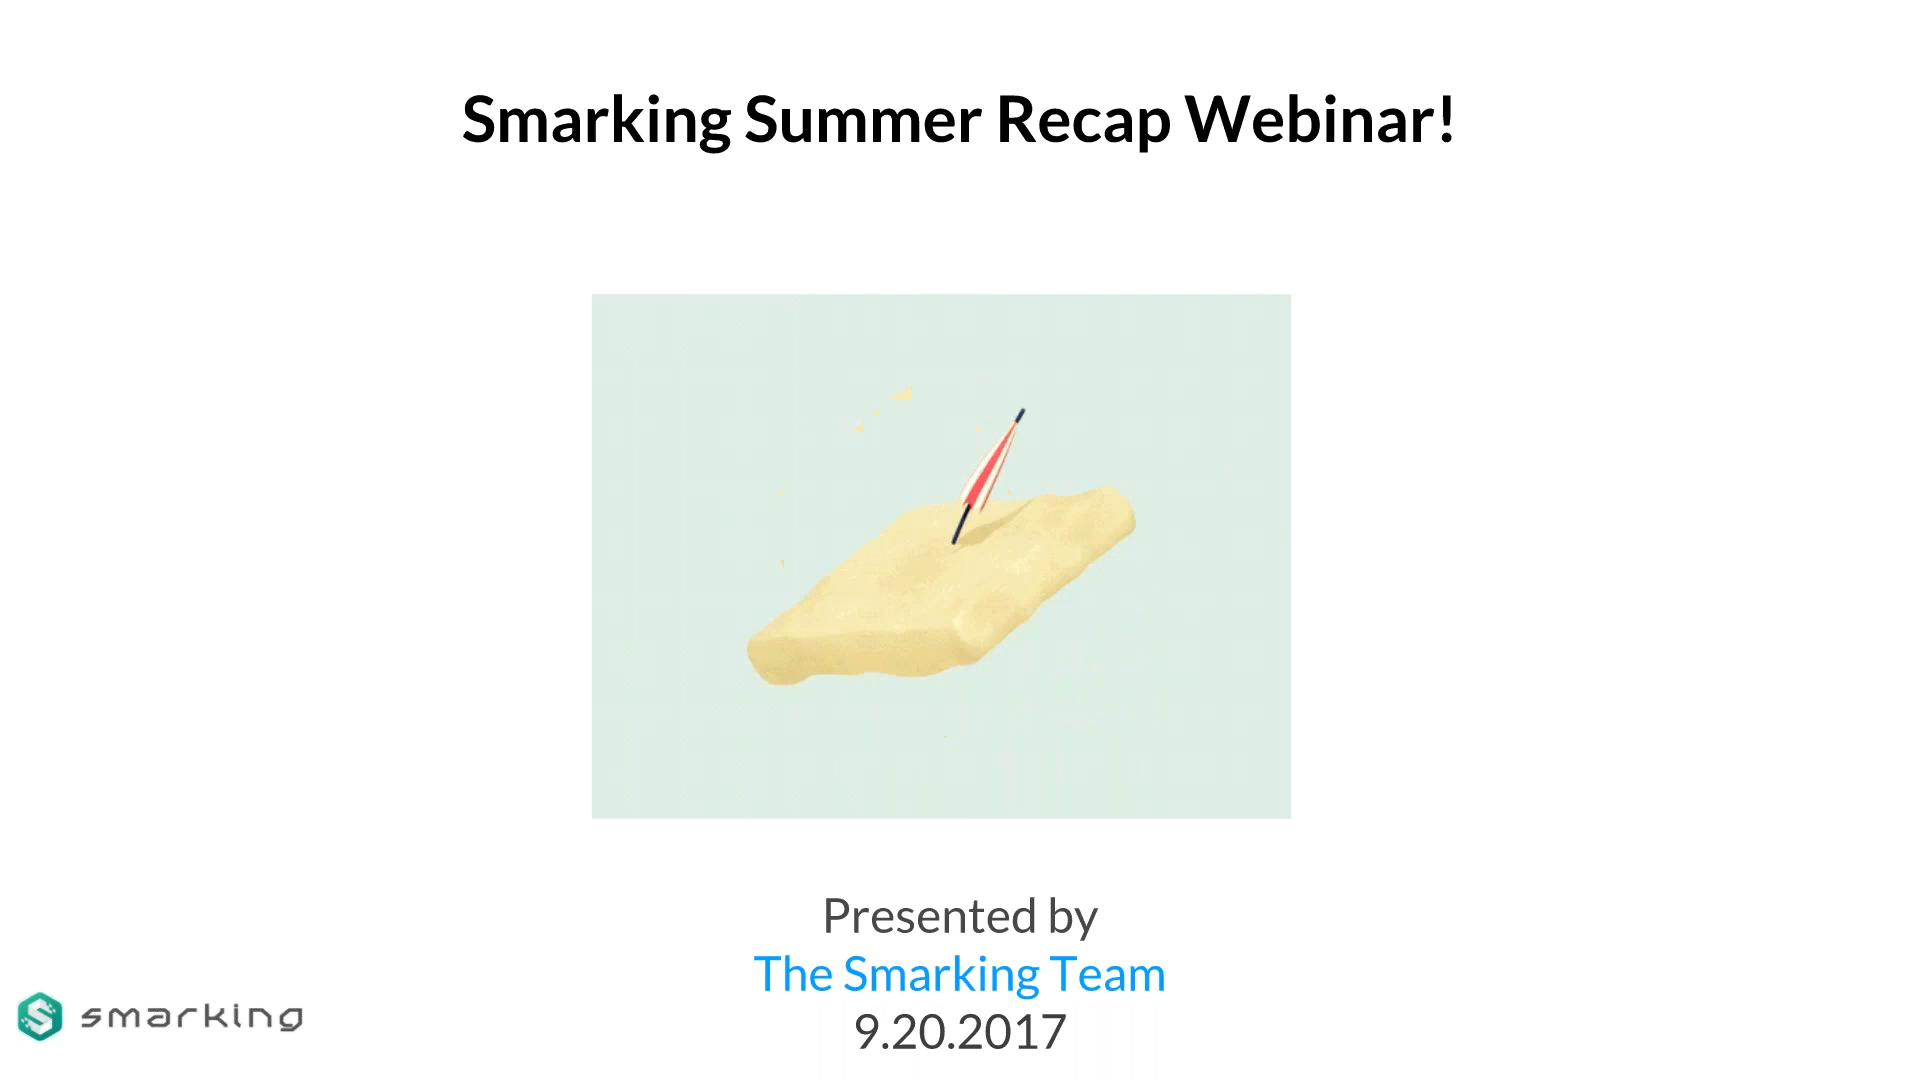 Smarking Summer Recap Webinar!
Presented by
The Smarking Team
9.20.2017
smarking